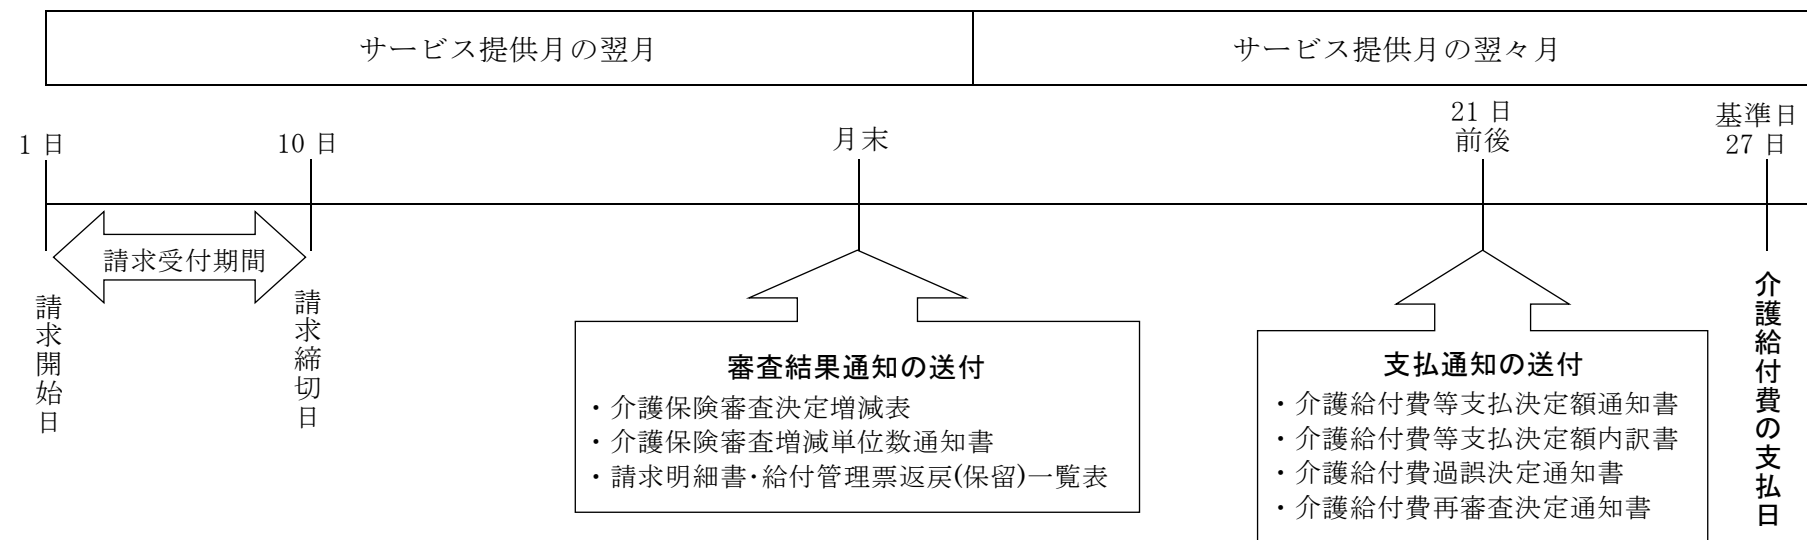 サービス提供月の翌月
サービス提供月の翌々月
1 日
10 日
月末
21 日
前後
基準日
27 日
請求受付期間
請求開始日
請求締切日
審査結果通知の送付
・介護保険審査決定増減表
・介護保険審査増減単位数通知書
・請求明細書・給付管理票返戻(保留)一覧表
支払通知の送付
・介護給付費等支払決定額通知書
・介護給付費等支払決定額内訳書
・介護給付費過誤決定通知書
・介護給付費再審査決定通知書
介護給付費の支払日